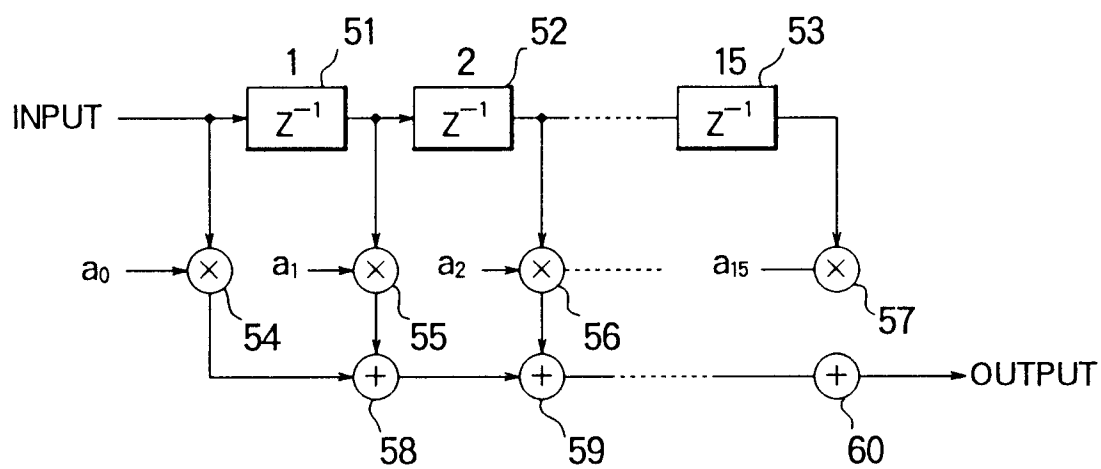 51
52
53
1
2
15
INPUT
Z⁻¹
Z⁻¹
Z⁻¹
a₀
×
a₁
×
a₂
×
a₁₅
×
54
55
56
57
+
+
+
OUTPUT
58
59
60